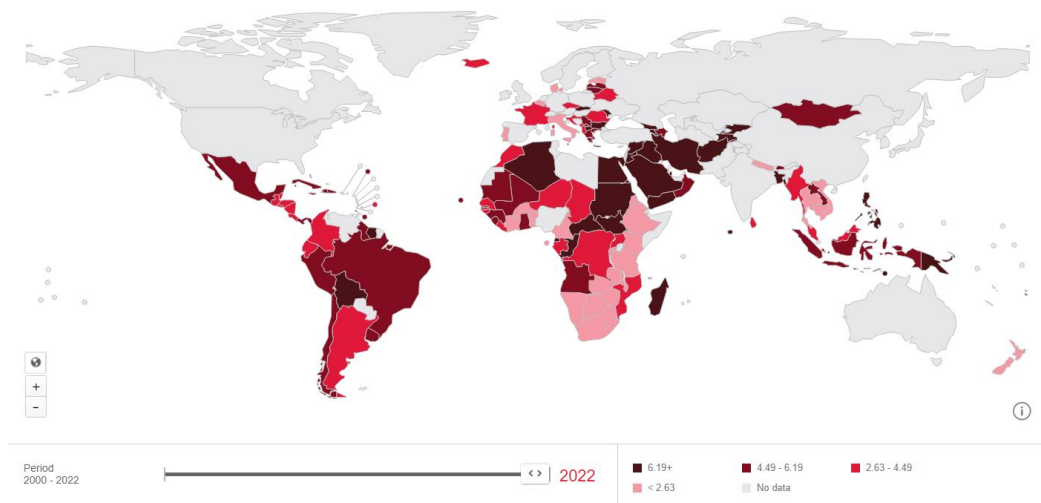 +
−
i
Period
2000 - 2022
< >
2022
6.19+
4.49 - 6.19
2.63 - 4.49
< 2.63
No data